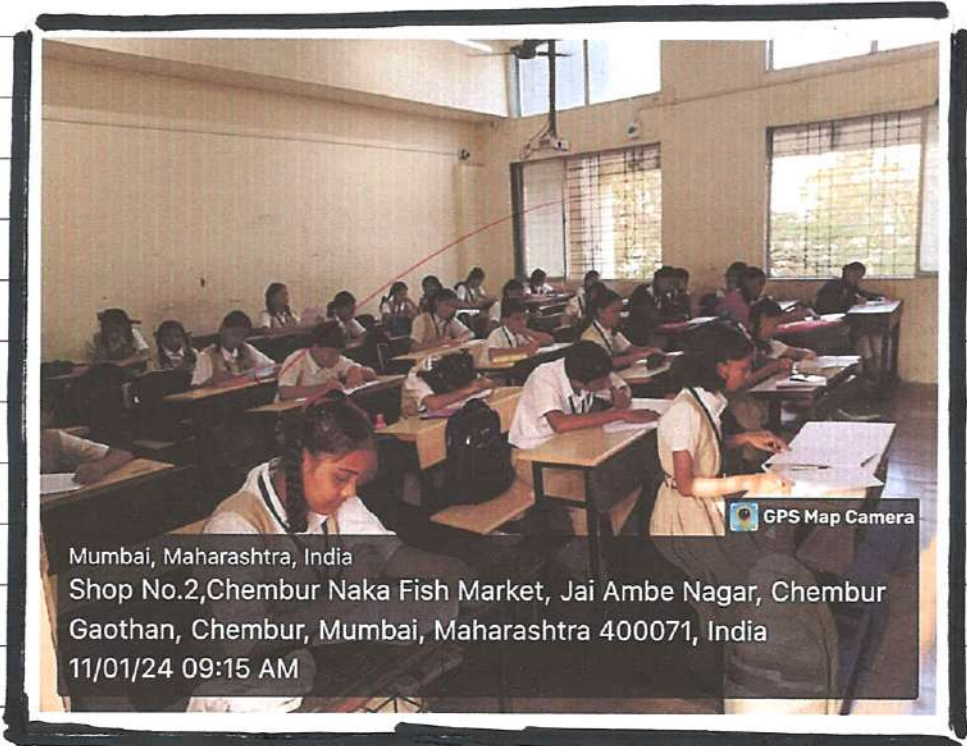 GPS Map Camera
Mumbai, Maharashtra, India
Shop No.2,Chembur Naka Fish Market, Jai Ambe Nagar, Chembur
Gaothan, Chembur, Mumbai, Maharashtra 400071, India
11/01/24 09:15 AM